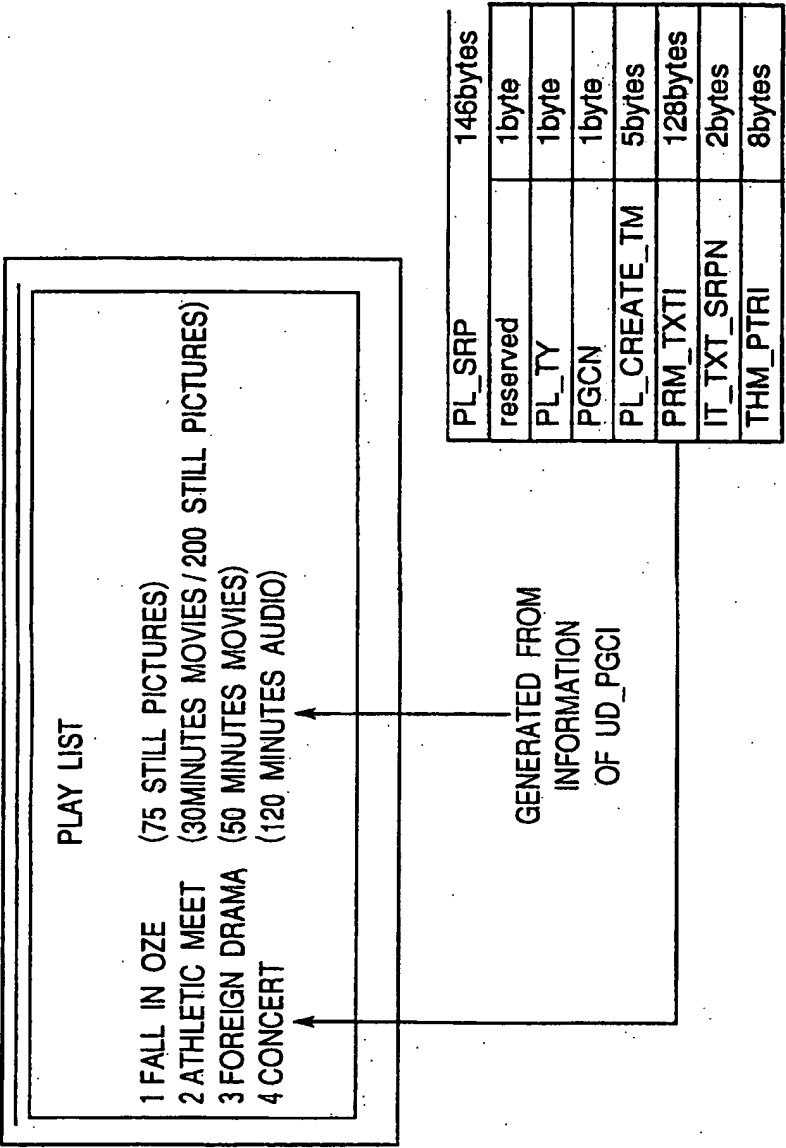 PLAY LIST
1 FALL IN OZE (75 STILL PICTURES)
2 ATHLETIC MEET (30MINUTES MOVIES / 200 STILL PICTURES)
3 FOREIGN DRAMA (50 MINUTES MOVIES)
4 CONCERT (120 MINUTES AUDIO)
GENERATED FROM
INFORMATION
OF UD_PGCI
PL_SRP 146bytes
reserved 1byte
PL_TY 1byte
PGCN 1byte
PL_CREATE_TM 5bytes
PRM_TXTI 128bytes
IT_TXT_SRPN 2bytes
THM_PTRI 8bytes